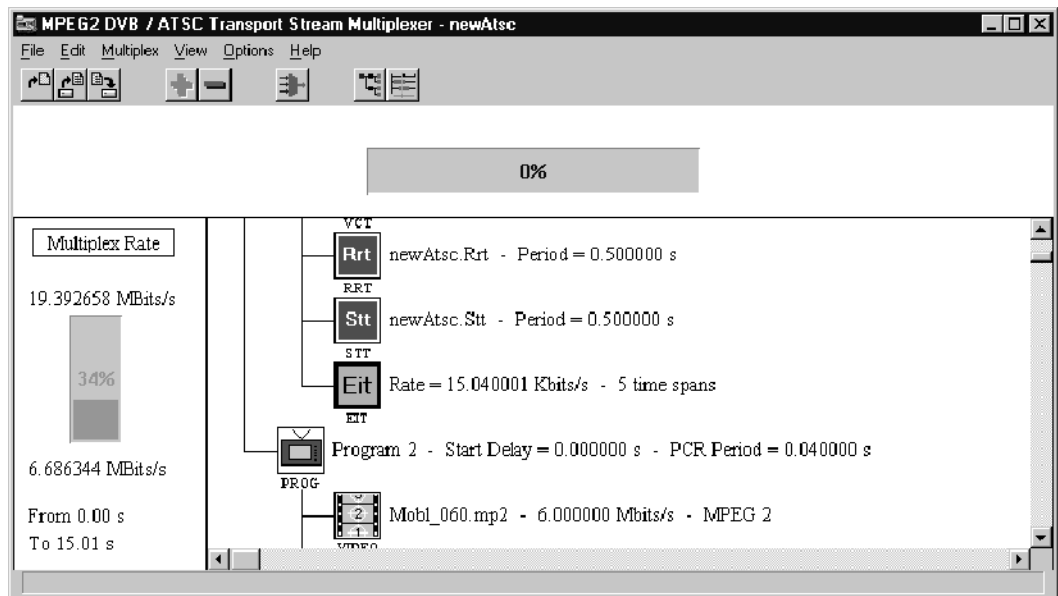 MPEG2 DVB / ATSC Transport Stream Multiplexer - newAtsc
File Edit Multiplex View Options Help
0%
Multiplex Rate
19.392658 MBits/s
34%
6.686344 MBits/s
From 0.00 s
To 15.01 s
VCT
Rrt newAtsc.Rrt - Period = 0.500000 s
RRT
Stt newAtsc.Stt - Period = 0.500000 s
STT
Eit Rate = 15.040001 Kbits/s - 5 time spans
EIT
Program 2 - Start Delay = 0.000000 s - PCR Period = 0.040000 s
PROG
2 Mobl_060.mp2 - 6.000000 Mbits/s - MPEG 2
1
VIDEO